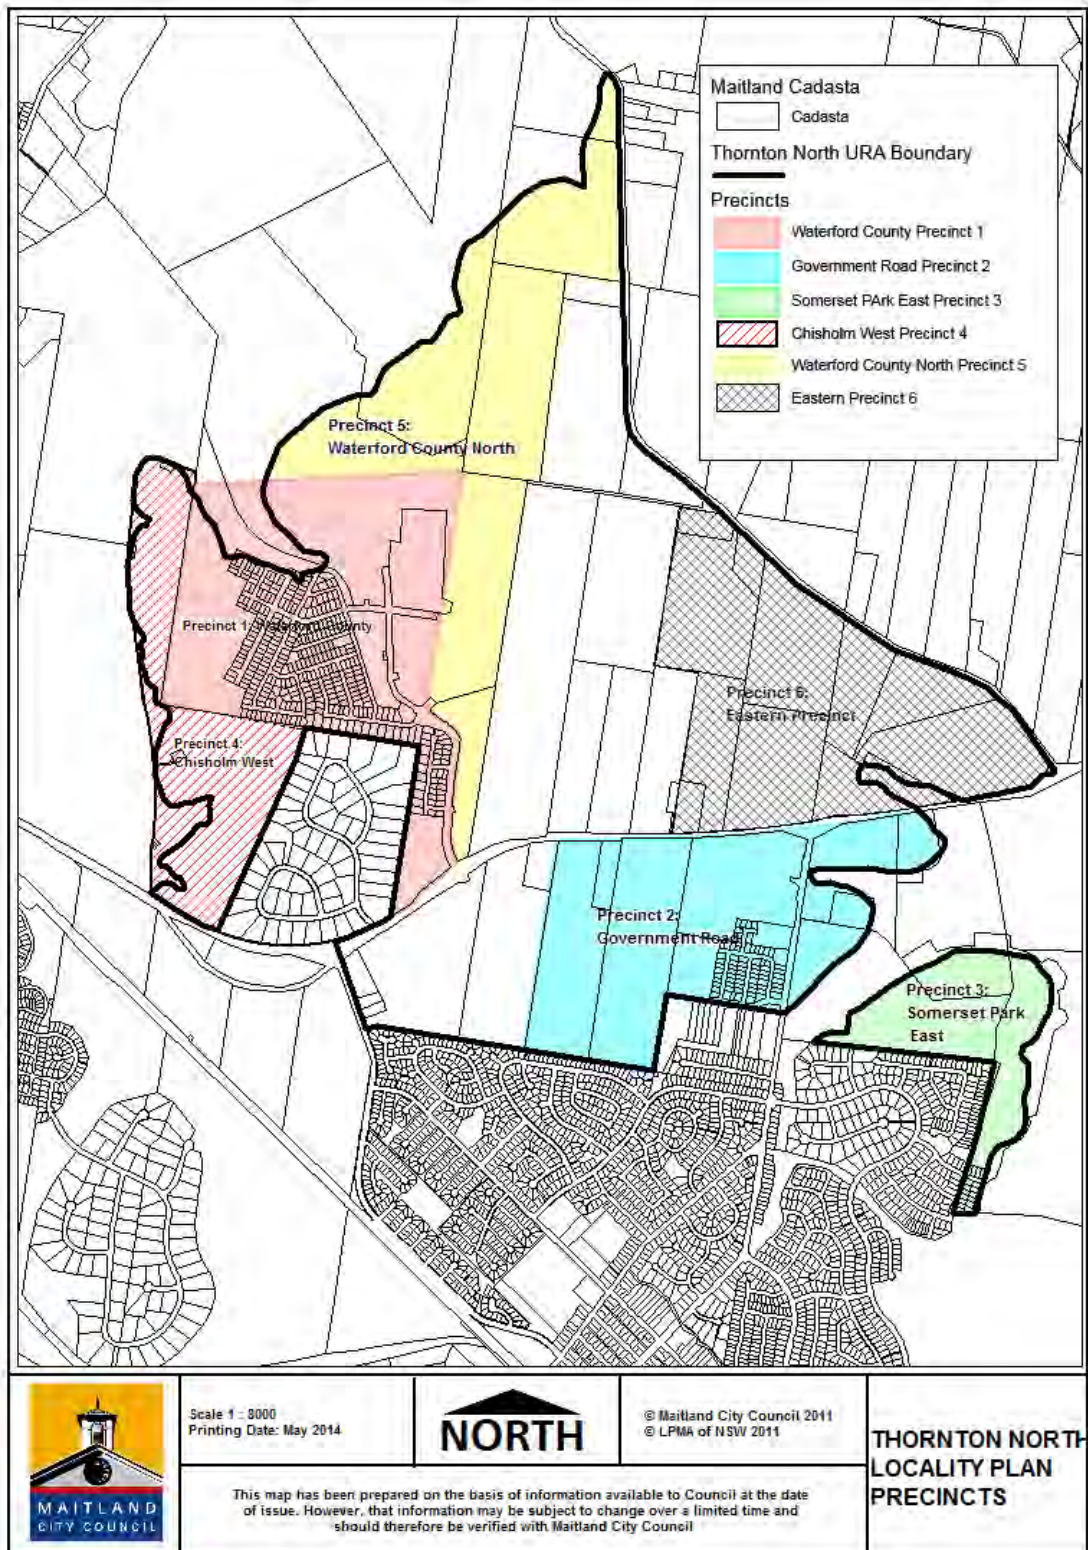 Maitland Cadasta
Cadasta
Thornton North URA Boundary
Precincts
Waterford County Precinct 1
Government Road Precinct 2
Somerset PArk East Precinct 3
Chisholm West Precinct 4
Waterford County North Precinct 5
Eastern Precinct 6
Precinct 5:
Waterford County North
Precinct 1: Waterford County
Precinct 6:
Eastern Precinct
Precinct 4:
Chisholm West
Precinct 2:
Government Road
Precinct 3:
Somerset Park
East
MAITLAND
CITY COUNCIL
Scale 1 : 8000
Printing Date: May 2014
NORTH
© Maitland City Council 2011
© LPMA of NSW 2011
This map has been prepared on the basis of information available to Council at the date
of issue. However, that information may be subject to change over a limited time and
should therefore be verified with Maitland City Council
THORNTON NORTH
LOCALITY PLAN
PRECINCTS